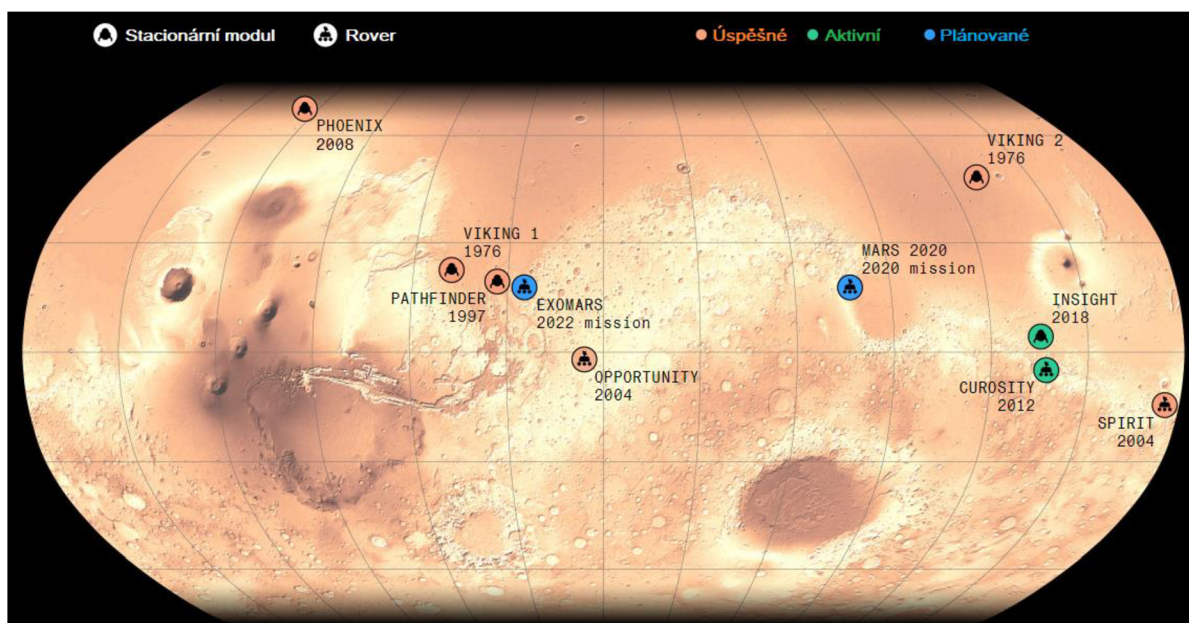 Stacionární modul
Rover
Úspěšné
Aktivní
Plánované
PHOENIX
2008
VIKING 2
1976
VIKING 1
1976
MARS 2020
2020 mission
PATHFINDER
1997
EXOMARS
2022 mission
INSIGHT
2018
OPPORTUNITY
2004
CUROSITY
2012
SPIRIT
2004